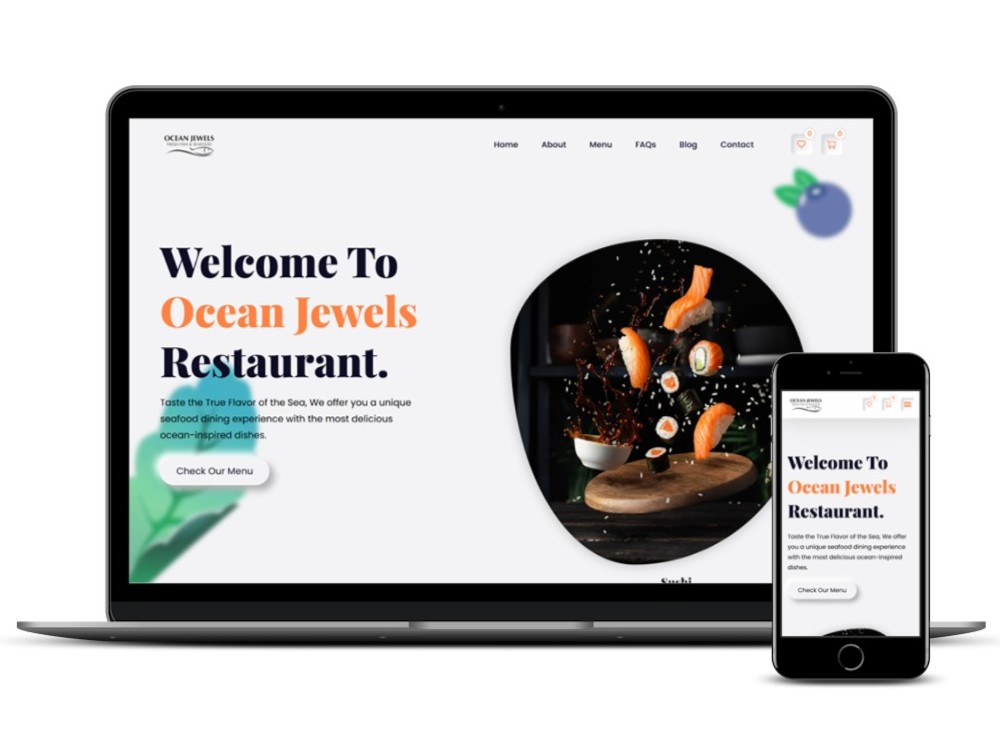 OCEAN JEWELS
FRESH FISH & SEAFOOD
Home About Menu FAQs Blog Contact
0 0
Welcome To
Ocean Jewels
Restaurant.
Taste the True Flavor of the Sea, We offer you a unique
seafood dining experience with the most delicious
ocean-inspired dishes.
Check Our Menu
Sushi
OCEAN JEWELS
Welcome To
Ocean Jewels
Restaurant.
Taste the True Flavor of the Sea, We offer
you a unique seafood dining experience
with the most delicious ocean-inspired
dishes.
Check Our Menu